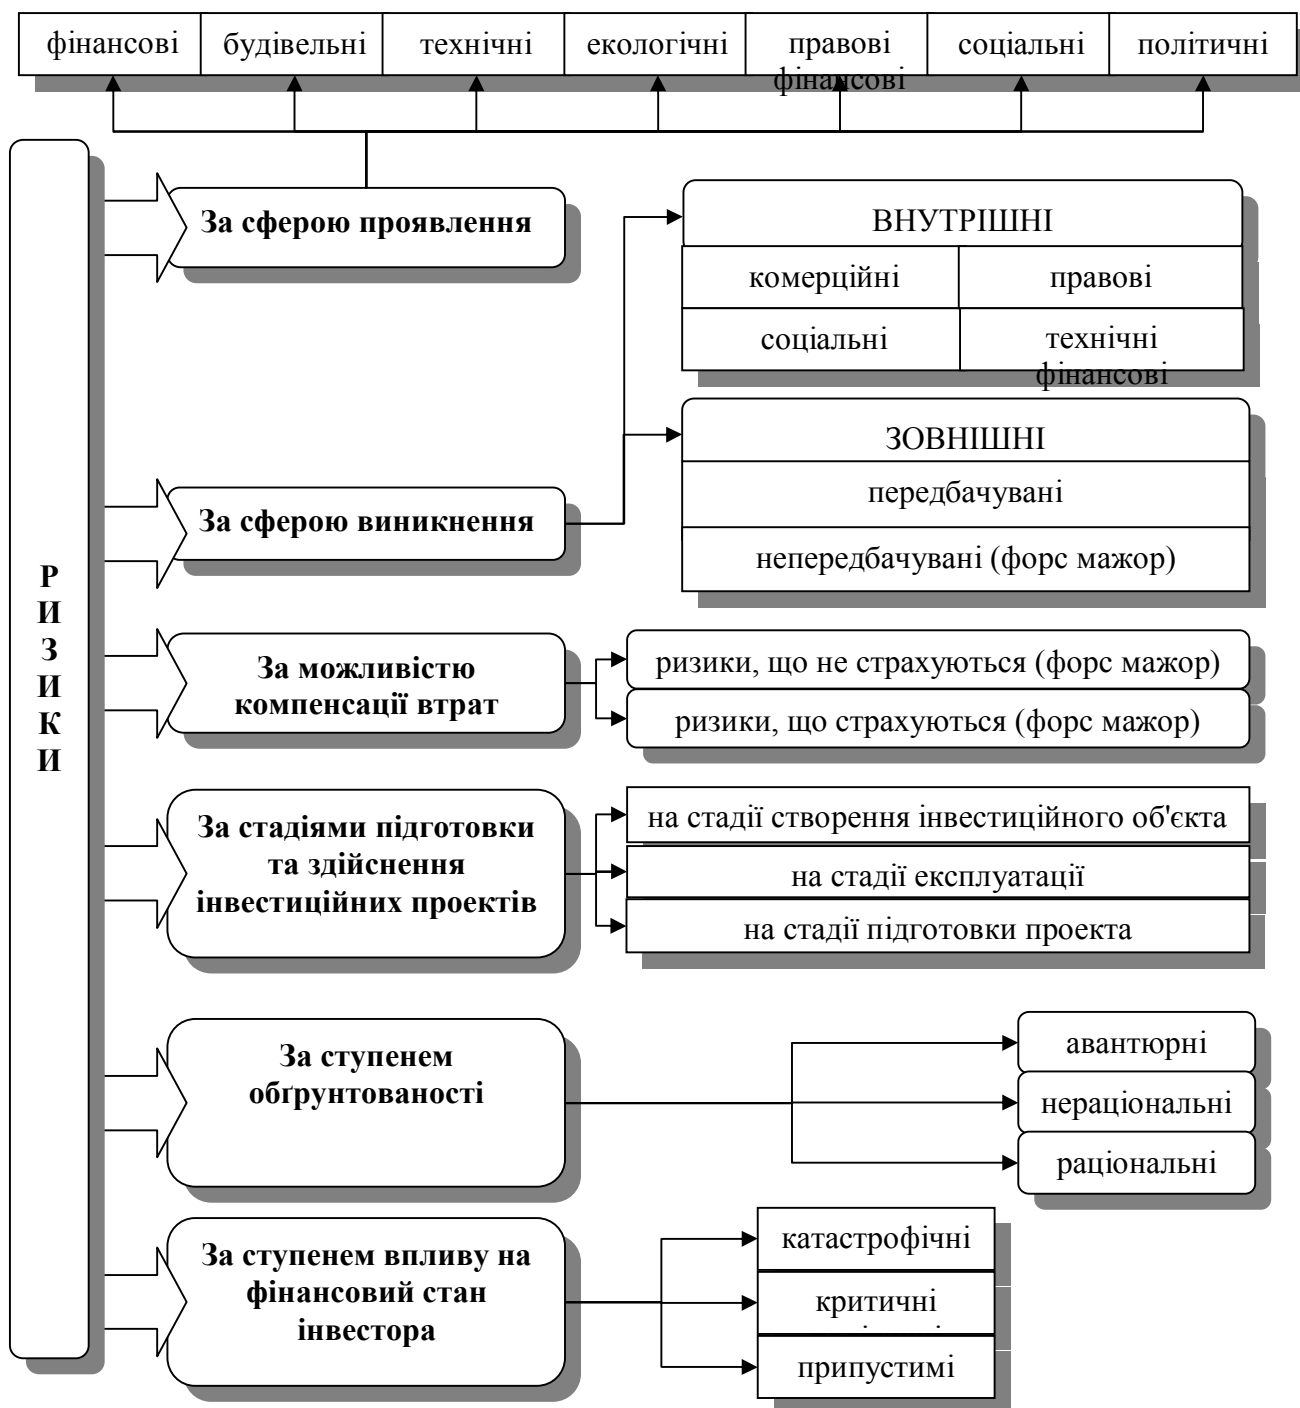 фінансові
будівельні
технічні
екологічні
правові
фінансові
соціальні
політичні
РИЗИКИ
За сферою проявлення
ВНУТРІШНІ
комерційні
правові
соціальні
технічні
фінансові
За сферою виникнення
ЗОВНІШНІ
передбачувані
непередбачувані (форс мажор)
За можливістю
компенсації втрат
ризики, що не страхуються (форс мажор)
ризики, що страхуються (форс мажор)
За стадіями підготовки
та здійснення
інвестиційних проектів
на стадії створення інвестиційного об'єкта
на стадії експлуатації
на стадії підготовки проекта
За ступенем
обґрунтованості
авантюрні
нераціональні
раціональні
За ступенем впливу на
фінансовий стан
інвестора
катастрофічні
критичні
припустимі